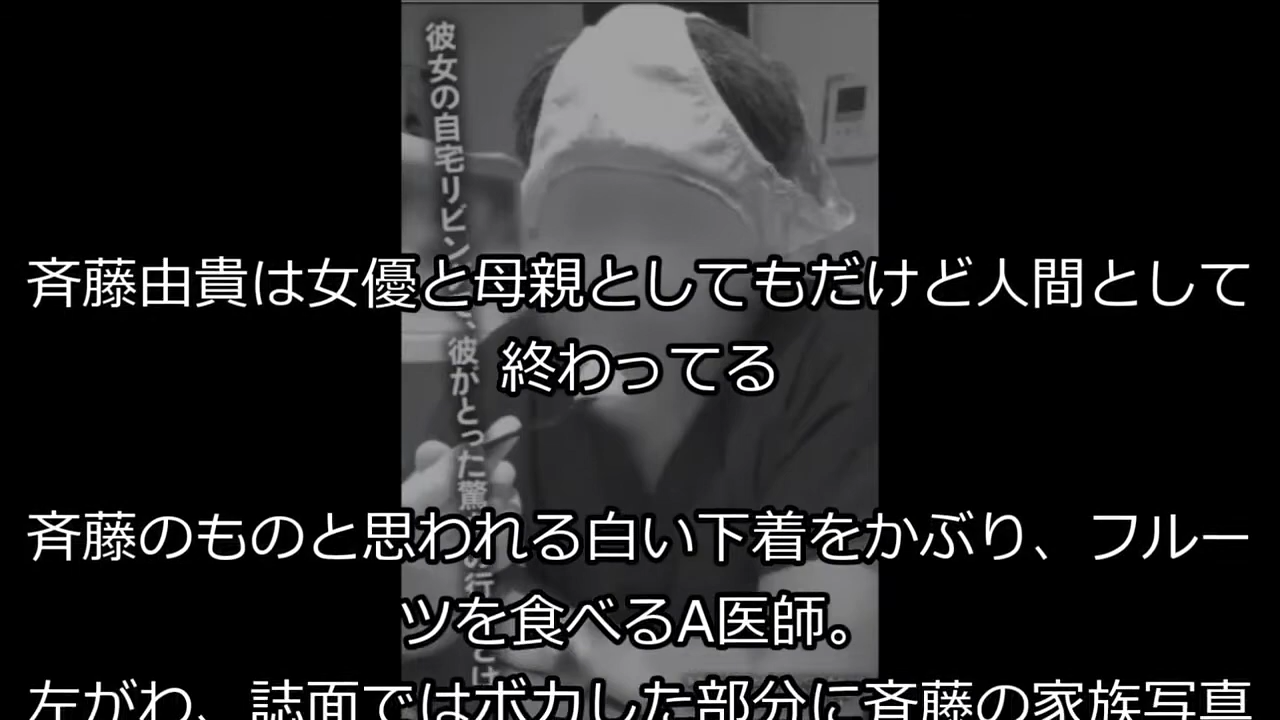 斉藤由貴は女優と母親としてもだけど人間として
終わってる
斉藤のものと思われる白い下着をかぶり、フルー
ツを食べるA医師。
左がわ、誌面ではボカした部分に斉藤の家族写真
彼女の自宅リビン
、彼がとった驚